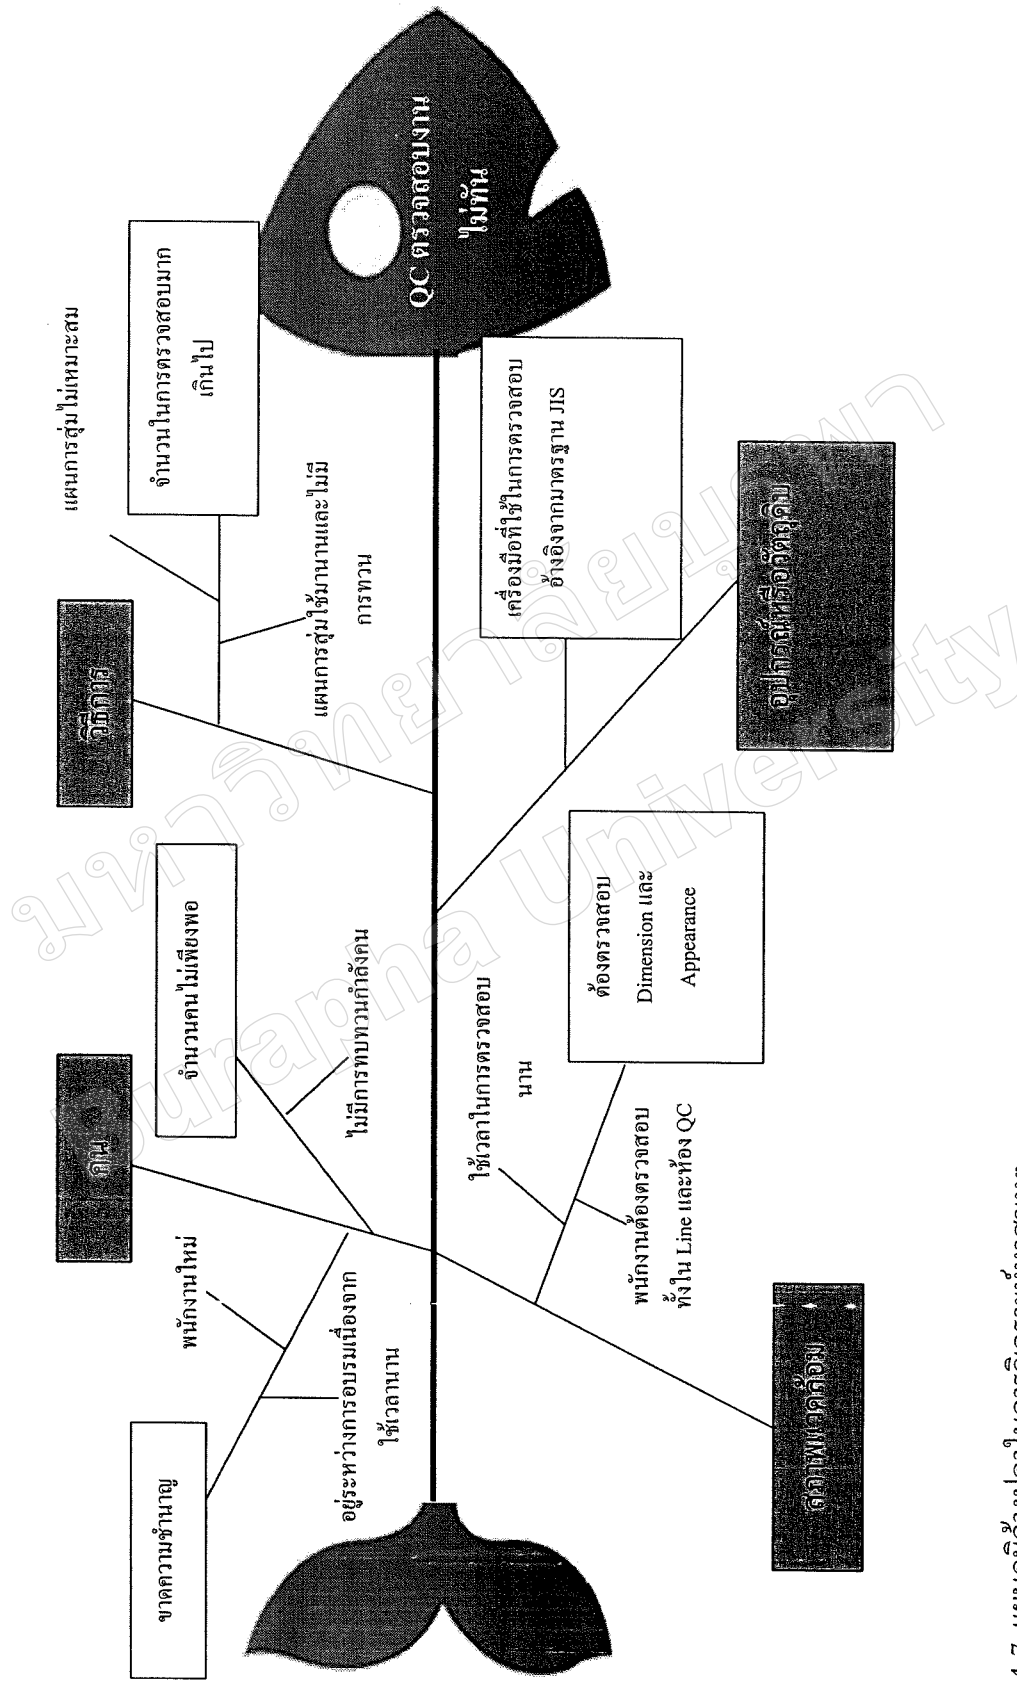 คน
วิธีการ
ขาดความชำนาญ
พนักงานใหม่
อยู่ระหว่างการอบรมเนื่องจาก
ใช้เวลานาน
จำนวนคนไม่เพียงพอ
ไม่มีการทบทวนกำลังคน
แผนการสุ่มไม่เหมาะสม
จำนวนในการตรวจสอบมาก
เกินไป
แผนการสุ่มใช้มานานและไม่มี
การทวน
QC ตรวจสอบงาน
ไม่ทัน
ใช้เวลาในการตรวจสอบ
นาน
พนักงานต้องตรวจสอบ
ทั้งใน Line และห้อง QC
ต้องตรวจสอบ
Dimension และ
Appearance
เครื่องมือที่ใช้ในการตรวจสอบ
อ้างอิงจากมาตรฐาน JIS
สภาพแวดล้อม
อุปกรณ์หรือวัตถุดิบ
มหาวิทยาลัยบูรพา
Burapha University